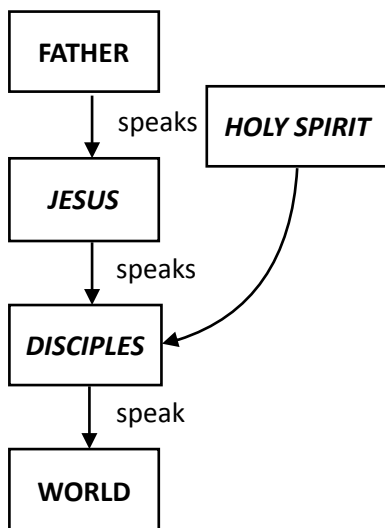 FATHER
speaks
HOLY SPIRIT
JESUS
speaks
DISCIPLES
speak
WORLD